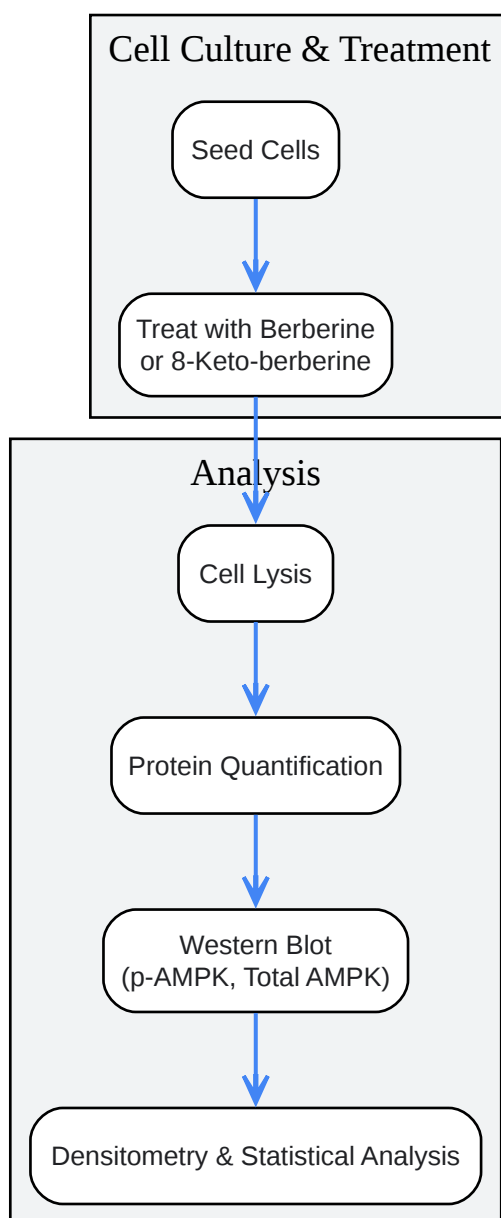 Cell Culture & Treatment
Seed Cells
Treat with Berberine
or 8-Keto-berberine
Analysis
Cell Lysis
Protein Quantification
Western Blot
(p-AMPK, Total AMPK)
Densitometry & Statistical Analysis